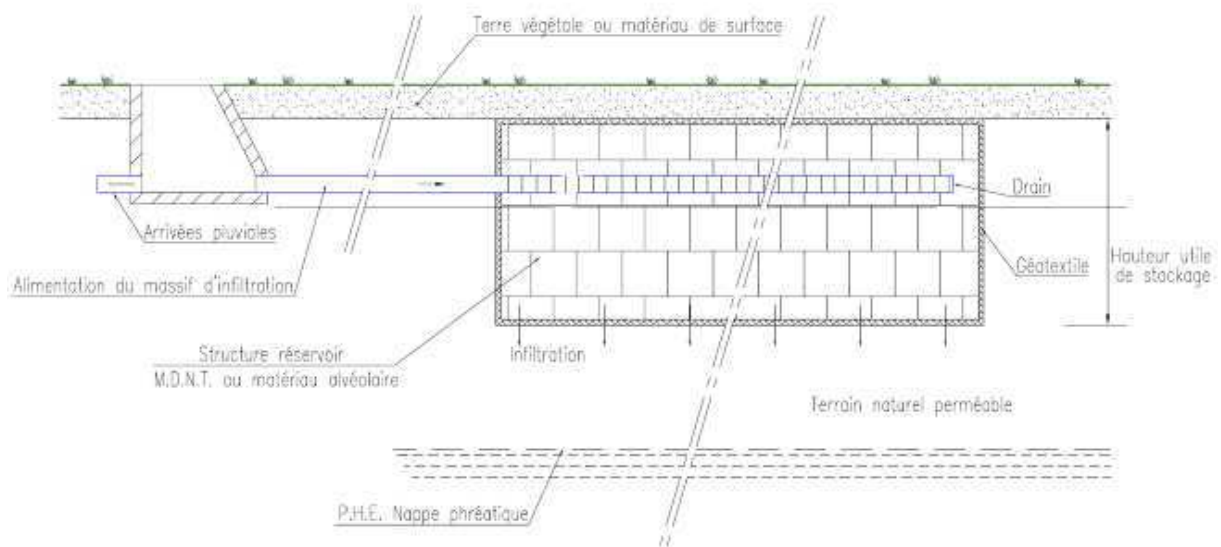 Terre végétale ou matériau de surface
Drain
Arrivées pluviales
Géatextile
Hauteur utile
de stockage
Alimentation du massif d'infiltration
Structure réservoir
M.D.N.T. ou matériau alvéolaire
Infiltration
Terrain naturel perméable
P.H.E. Nappe phréatique